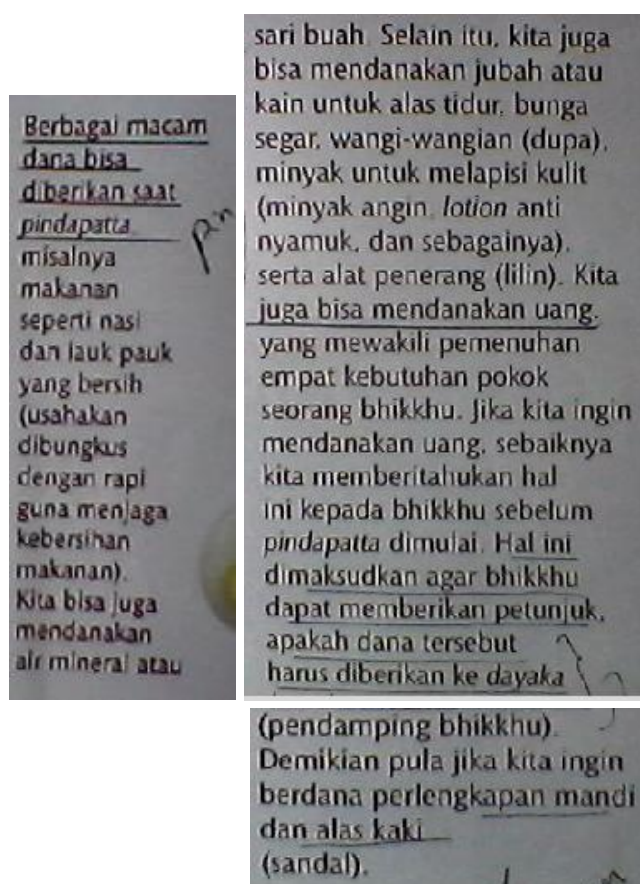 Berbagai macam
dana bisa
diberikan saat
pindapatta
misalnya
makanan
seperti nasi
dan lauk pauk
yang bersih
(usahakan
dibungkus
dengan rapi
guna menjaga
kebersihan
makanan).
Kita bisa juga
mendanakan
air mineral atau
sari buah. Selain itu, kita juga
bisa mendanakan jubah atau
kain untuk alas tidur, bunga
segar, wangi-wangian (dupa),
minyak untuk melapisi kulit
(minyak angin, lotion anti
nyamuk, dan sebagainya),
serta alat penerang (lilin). Kita
juga bisa mendanakan uang,
yang mewakili pemenuhan
empat kebutuhan pokok
seorang bhikkhu. Jika kita ingin
mendanakan uang, sebaiknya
kita memberitahukan hal
ini kepada bhikkhu sebelum
pindapatta dimulai. Hal ini
dimaksudkan agar bhikkhu
dapat memberikan petunjuk,
apakah dana tersebut
harus diberikan ke dayaka
(pendamping bhikkhu).
Demikian pula jika kita ingin
berdana perlengkapan mandi
dan alas kaki
(sandal).